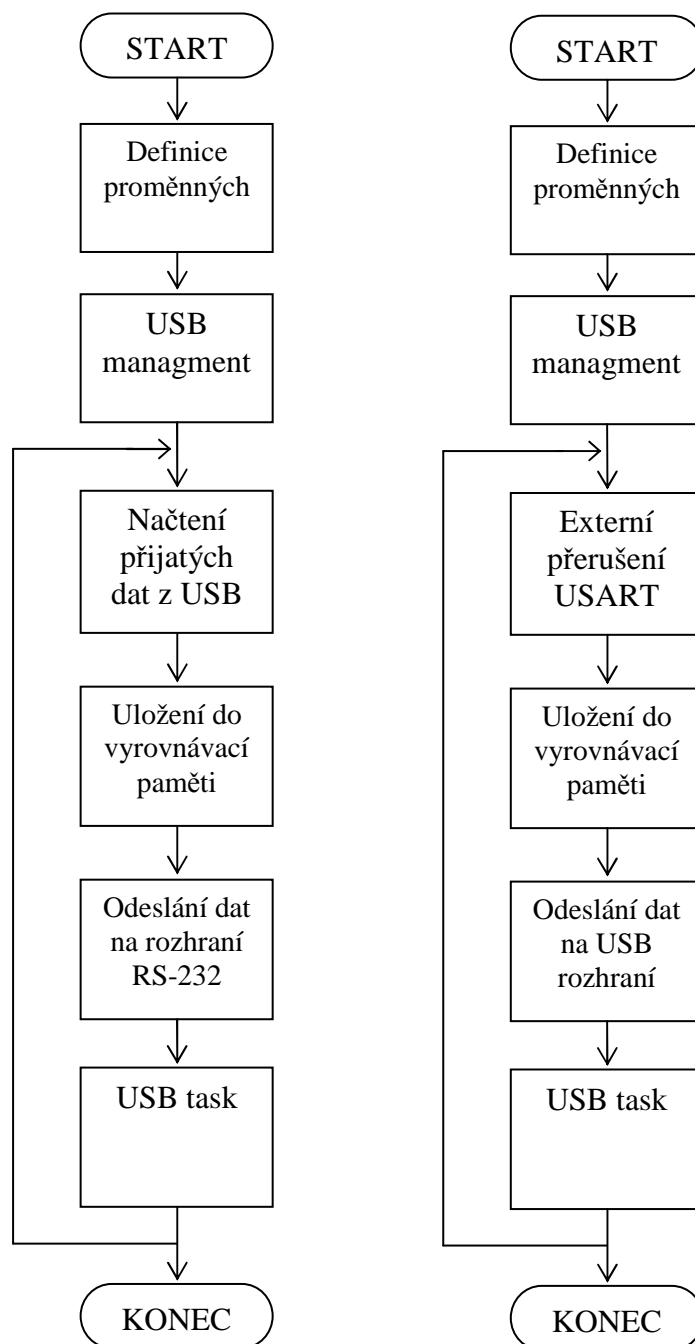 START
Definice
proměnných
USB
managment
Načtení
přijatých
dat z USB
Uložení do
vyrovnávací
paměti
Odeslání dat
na rozhraní
RS-232
USB task
KONEC
START
Definice
proměnných
USB
managment
Externí
přerušení
USART
Uložení do
vyrovnávací
paměti
Odeslání dat
na USB
rozhraní
USB task
KONEC